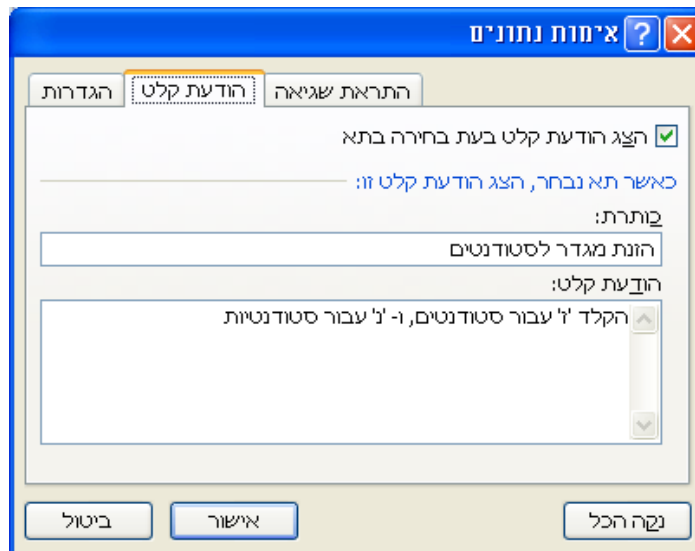 אימות נתונים
הגדרות הודעת קלט התראת שגיאה
הצג הודעת קלט בעת בחירה בתא
כאשר תא נבחר, הצג הודעת קלט זו:
כותרת:
הזנת מגדר לסטודנטים
הודעת קלט:
הקלד 'ז' עבור סטודנטים, ו- 'נ' עבור סטודנטיות
נקה הכל אישור ביטול